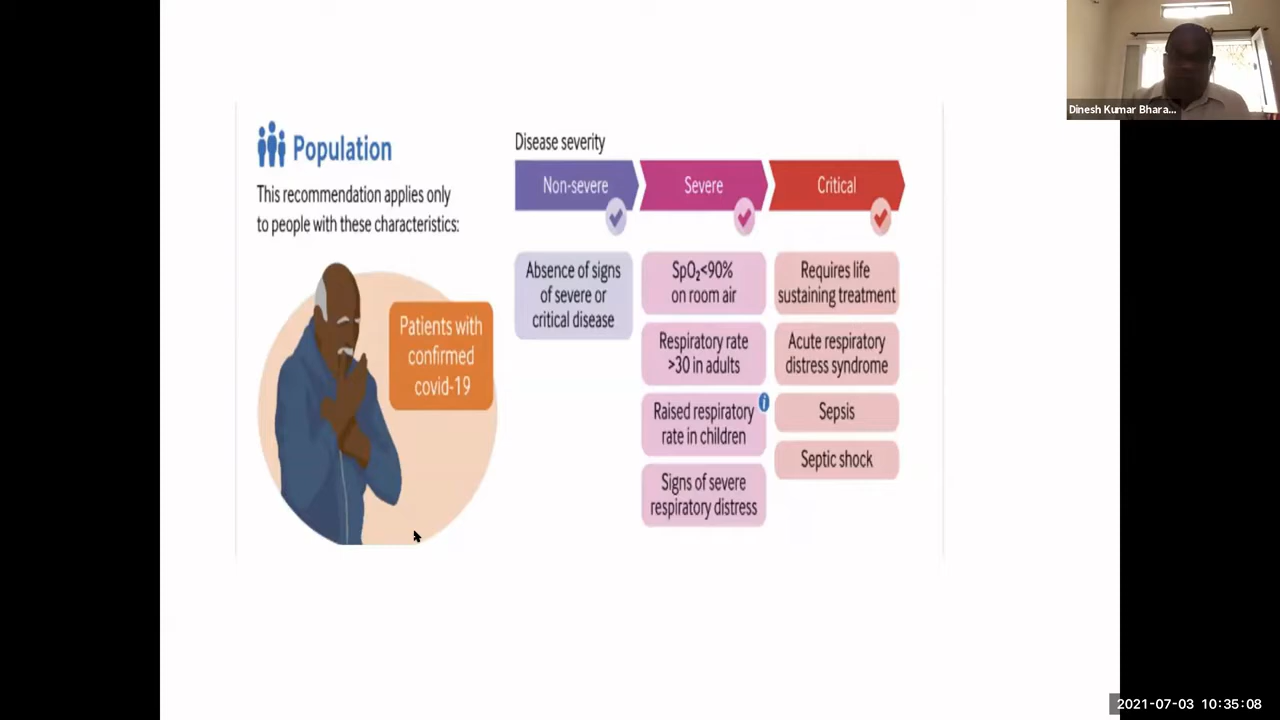 Population
This recommendation applies only
to people with these characteristics:
Patients with
confirmed
covid-19
Disease severity
Non-severe
Severe
Critical
Absence of signs
of severe or
critical disease
SpO₂<90%
on room air
Respiratory rate
>30 in adults
Raised respiratory
rate in children
i
Signs of severe
respiratory distress
Requires life
sustaining treatment
Acute respiratory
distress syndrome
Sepsis
Septic shock
Dinesh Kumar Bhara...
2021-07-03 10:35:08